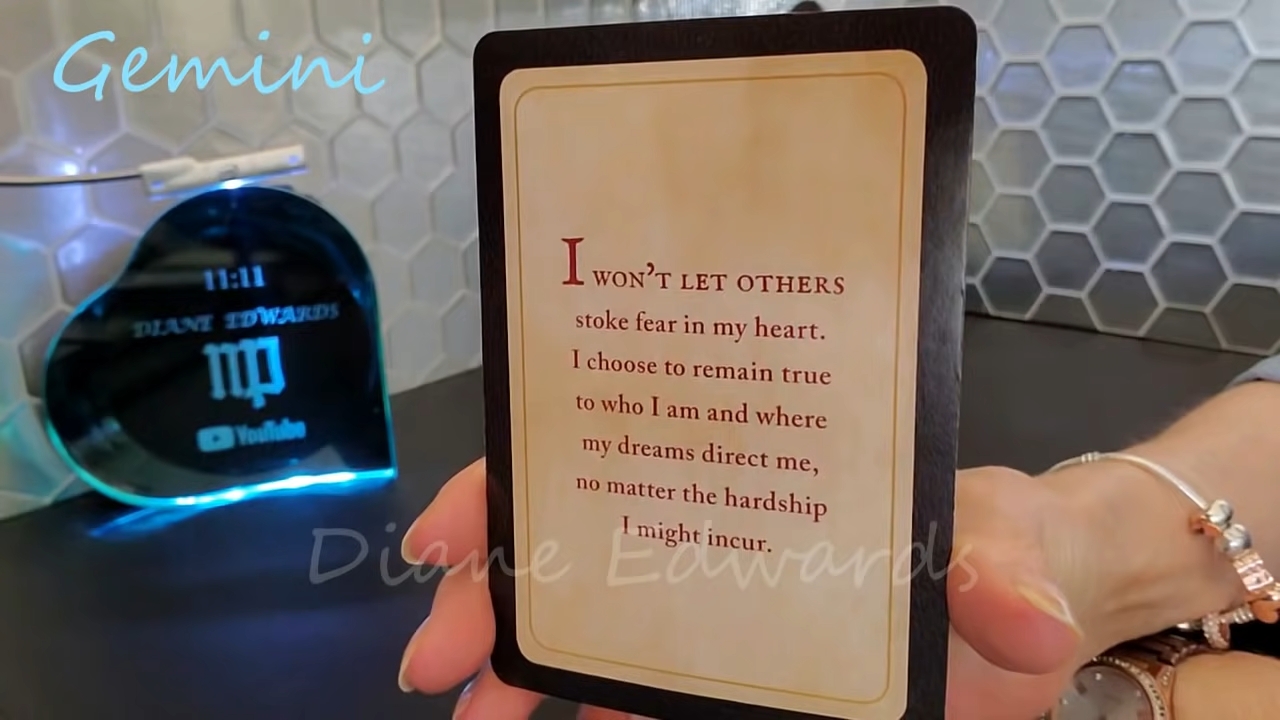 Gemini
11:11
DIANE EDWARDS
YouTube
I WON'T LET OTHERS
stoke fear in my heart.
I choose to remain true
to who I am and where
my dreams direct me,
no matter the hardship
I might incur.
Diane Edwards